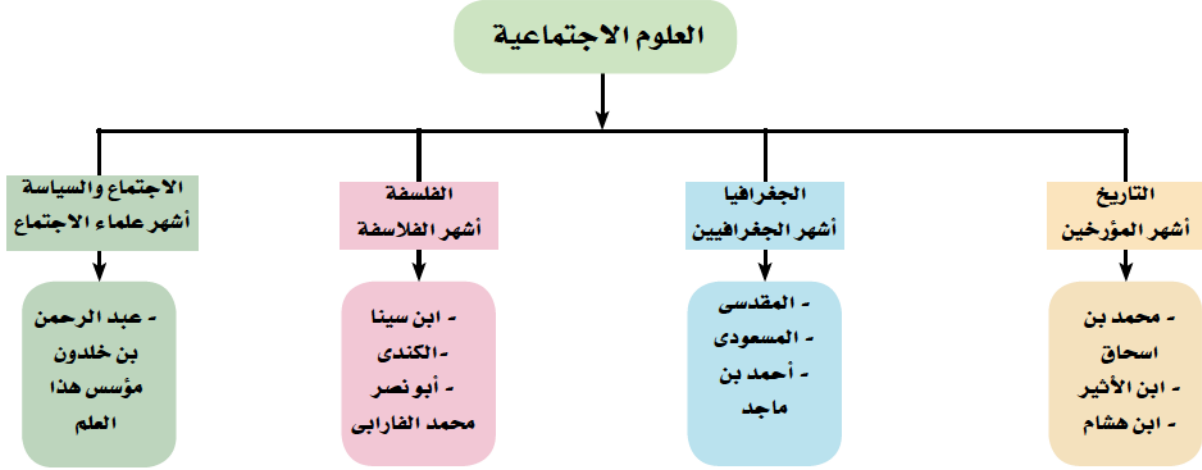 العلوم الاجتماعية
التاريخ
أشهر المؤرخين
- محمد بن
اسحاق
- ابن الأثير
- ابن هشام
الجغرافيا
أشهر الجغرافيين
- المقدسى
- المسعودى
- أحمد بن
ماجد
الفلسفة
أشهر الفلاسفة
- ابن سينا
-الكندى
- أبو نصر
محمد الفارابى
الاجتماع والسياسة
أشهر علماء الاجتماع
- عبد الرحمن
بن خلدون
مؤسس هذا
العلم